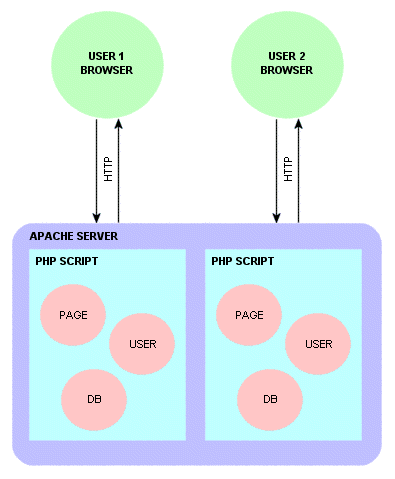 USER 1
BROWSER
USER 2
BROWSER
HTTP
HTTP
APACHE SERVER
PHP SCRIPT
PAGE
USER
DB
PHP SCRIPT
PAGE
USER
DB